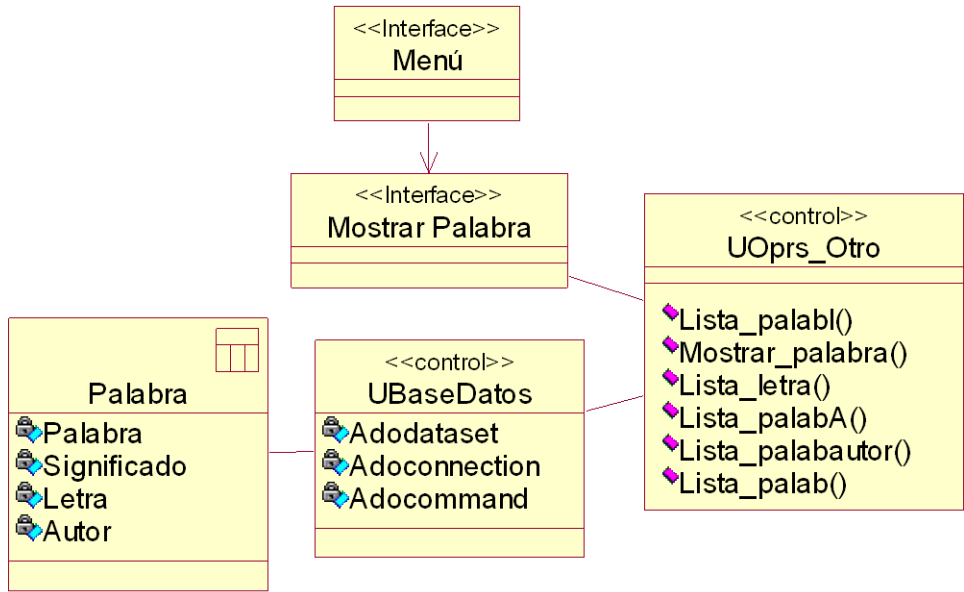 <<Interface>>
Menú
<<Interface>>
Mostrar Palabra
<<control>>
UOprs_Otro
Lista_palabl()
Mostrar_palabra()
Lista_letra()
Lista_palabA()
Lista_palabautor()
Lista_palab()
Palabra
Palabra
Significado
Letra
Autor
<<control>>
UBaseDatos
Adodataset
Adoconnection
Adocommand